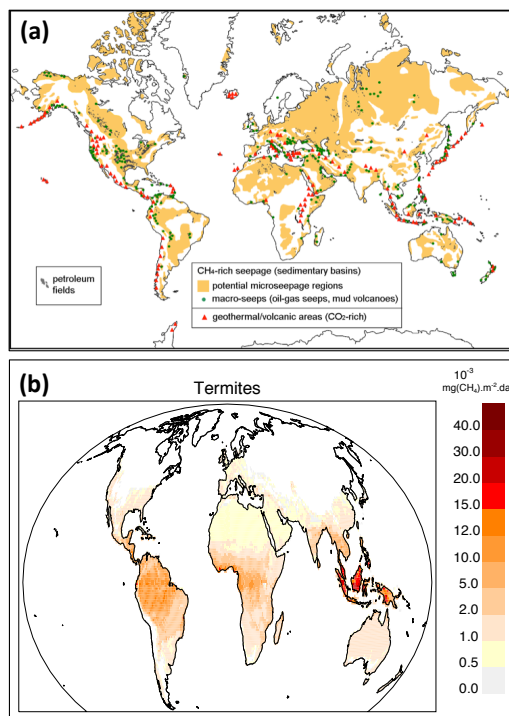 (a)
CH₄-rich seepage (sedimentary basins)
petroleum
fields
potential microseepage regions
macro-seeps (oil-gas seeps, mud volcanoes)
geothermal/volcanic areas (CO₂-rich)
(b)
Termites
10⁻³
mg(CH₄).m⁻².da
40.0
30.0
20.0
15.0
12.0
10.0
5.0
2.0
1.0
0.5
0.0